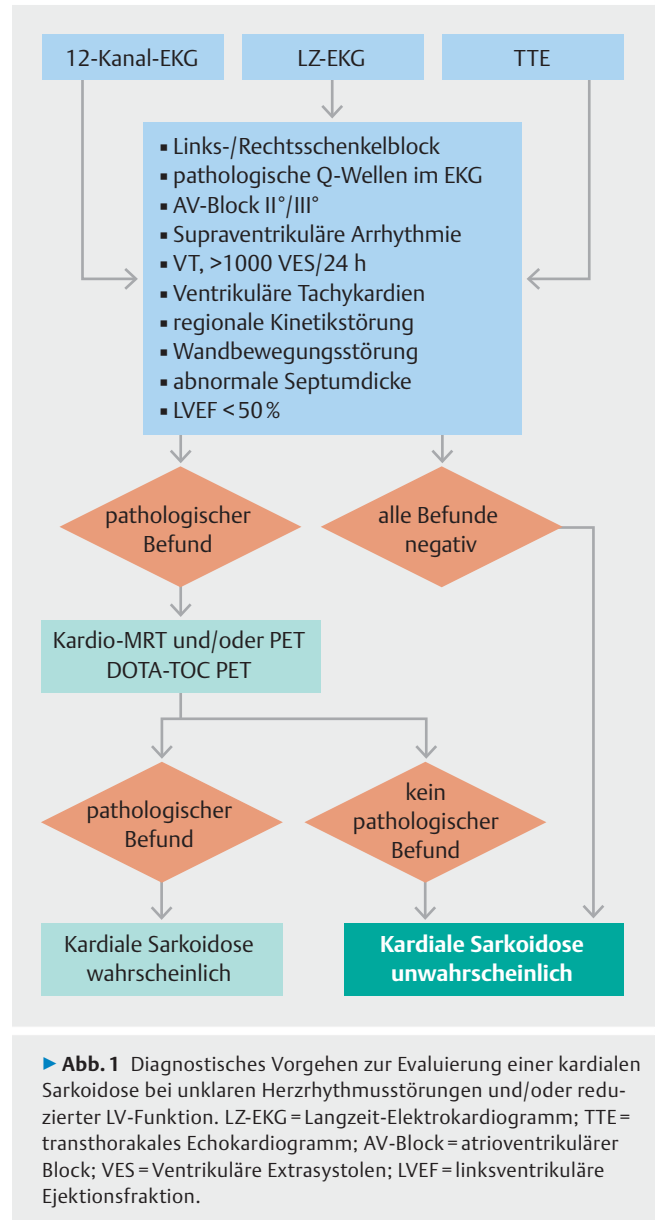 12-Kanal-EKG
LZ-EKG
TTE
▪ Links-/Rechtsschenkelblock
▪ pathologische Q-Wellen im EKG
▪ AV-Block II°/III°
▪ Supraventrikuläre Arrhythmie
▪ VT, >1000 VES/24 h
▪ Ventrikuläre Tachykardien
▪ regionale Kinetikstörung
▪ Wandbewegungsstörung
▪ abnormale Septumdicke
▪ LVEF <50 %
pathologischer
Befund
alle Befunde
negativ
Kardio-MRT und/oder PET
DOTA-TOC PET
pathologischer
Befund
kein
pathologischer
Befund
Kardiale Sarkoidose
wahrscheinlich
Kardiale Sarkoidose
unwahrscheinlich
▶ Abb. 1 Diagnostisches Vorgehen zur Evaluierung einer kardialen
Sarkoidose bei unklaren Herzrhythmusstörungen und/oder redu-
zierter LV-Funktion. LZ-EKG = Langzeit-Elektrokardiogramm; TTE =
transthorakales Echokardiogramm; AV-Block = atrioventrikulärer
Block; VES = Ventrikuläre Extrasystolen; LVEF = linksventrikuläre
Ejektionsfraktion.